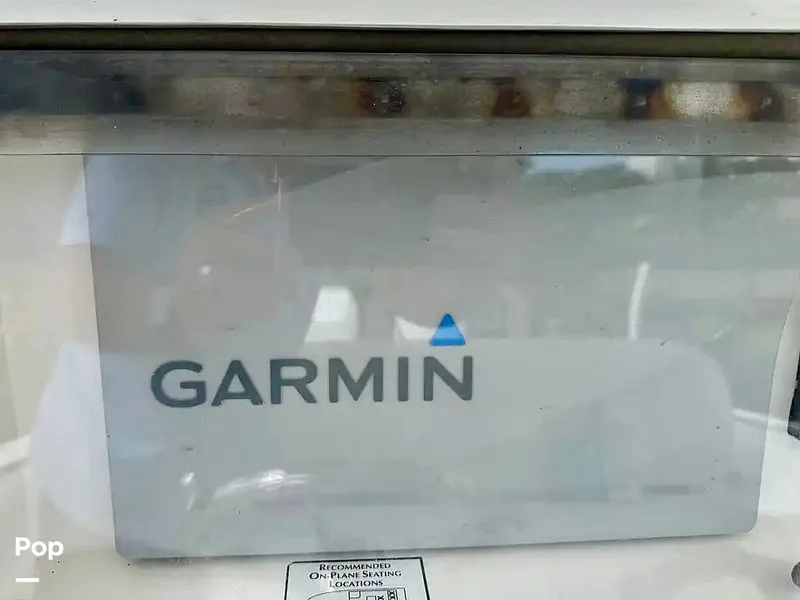 GARMIN
Pop
RECOMMENDED
ON-PLANE SEATING
LOCATIONS